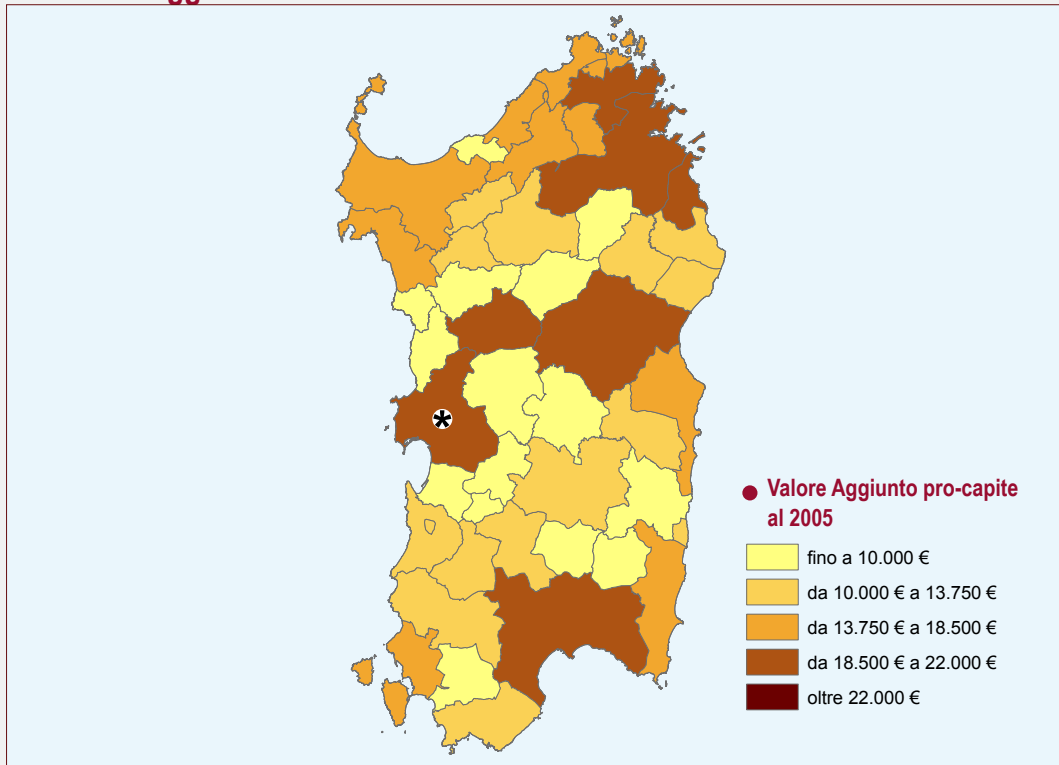 Valore Aggiunto pro-capite
al 2005
fino a 10.000 €
da 10.000 € a 13.750 €
da 13.750 € a 18.500 €
da 18.500 € a 22.000 €
oltre 22.000 €